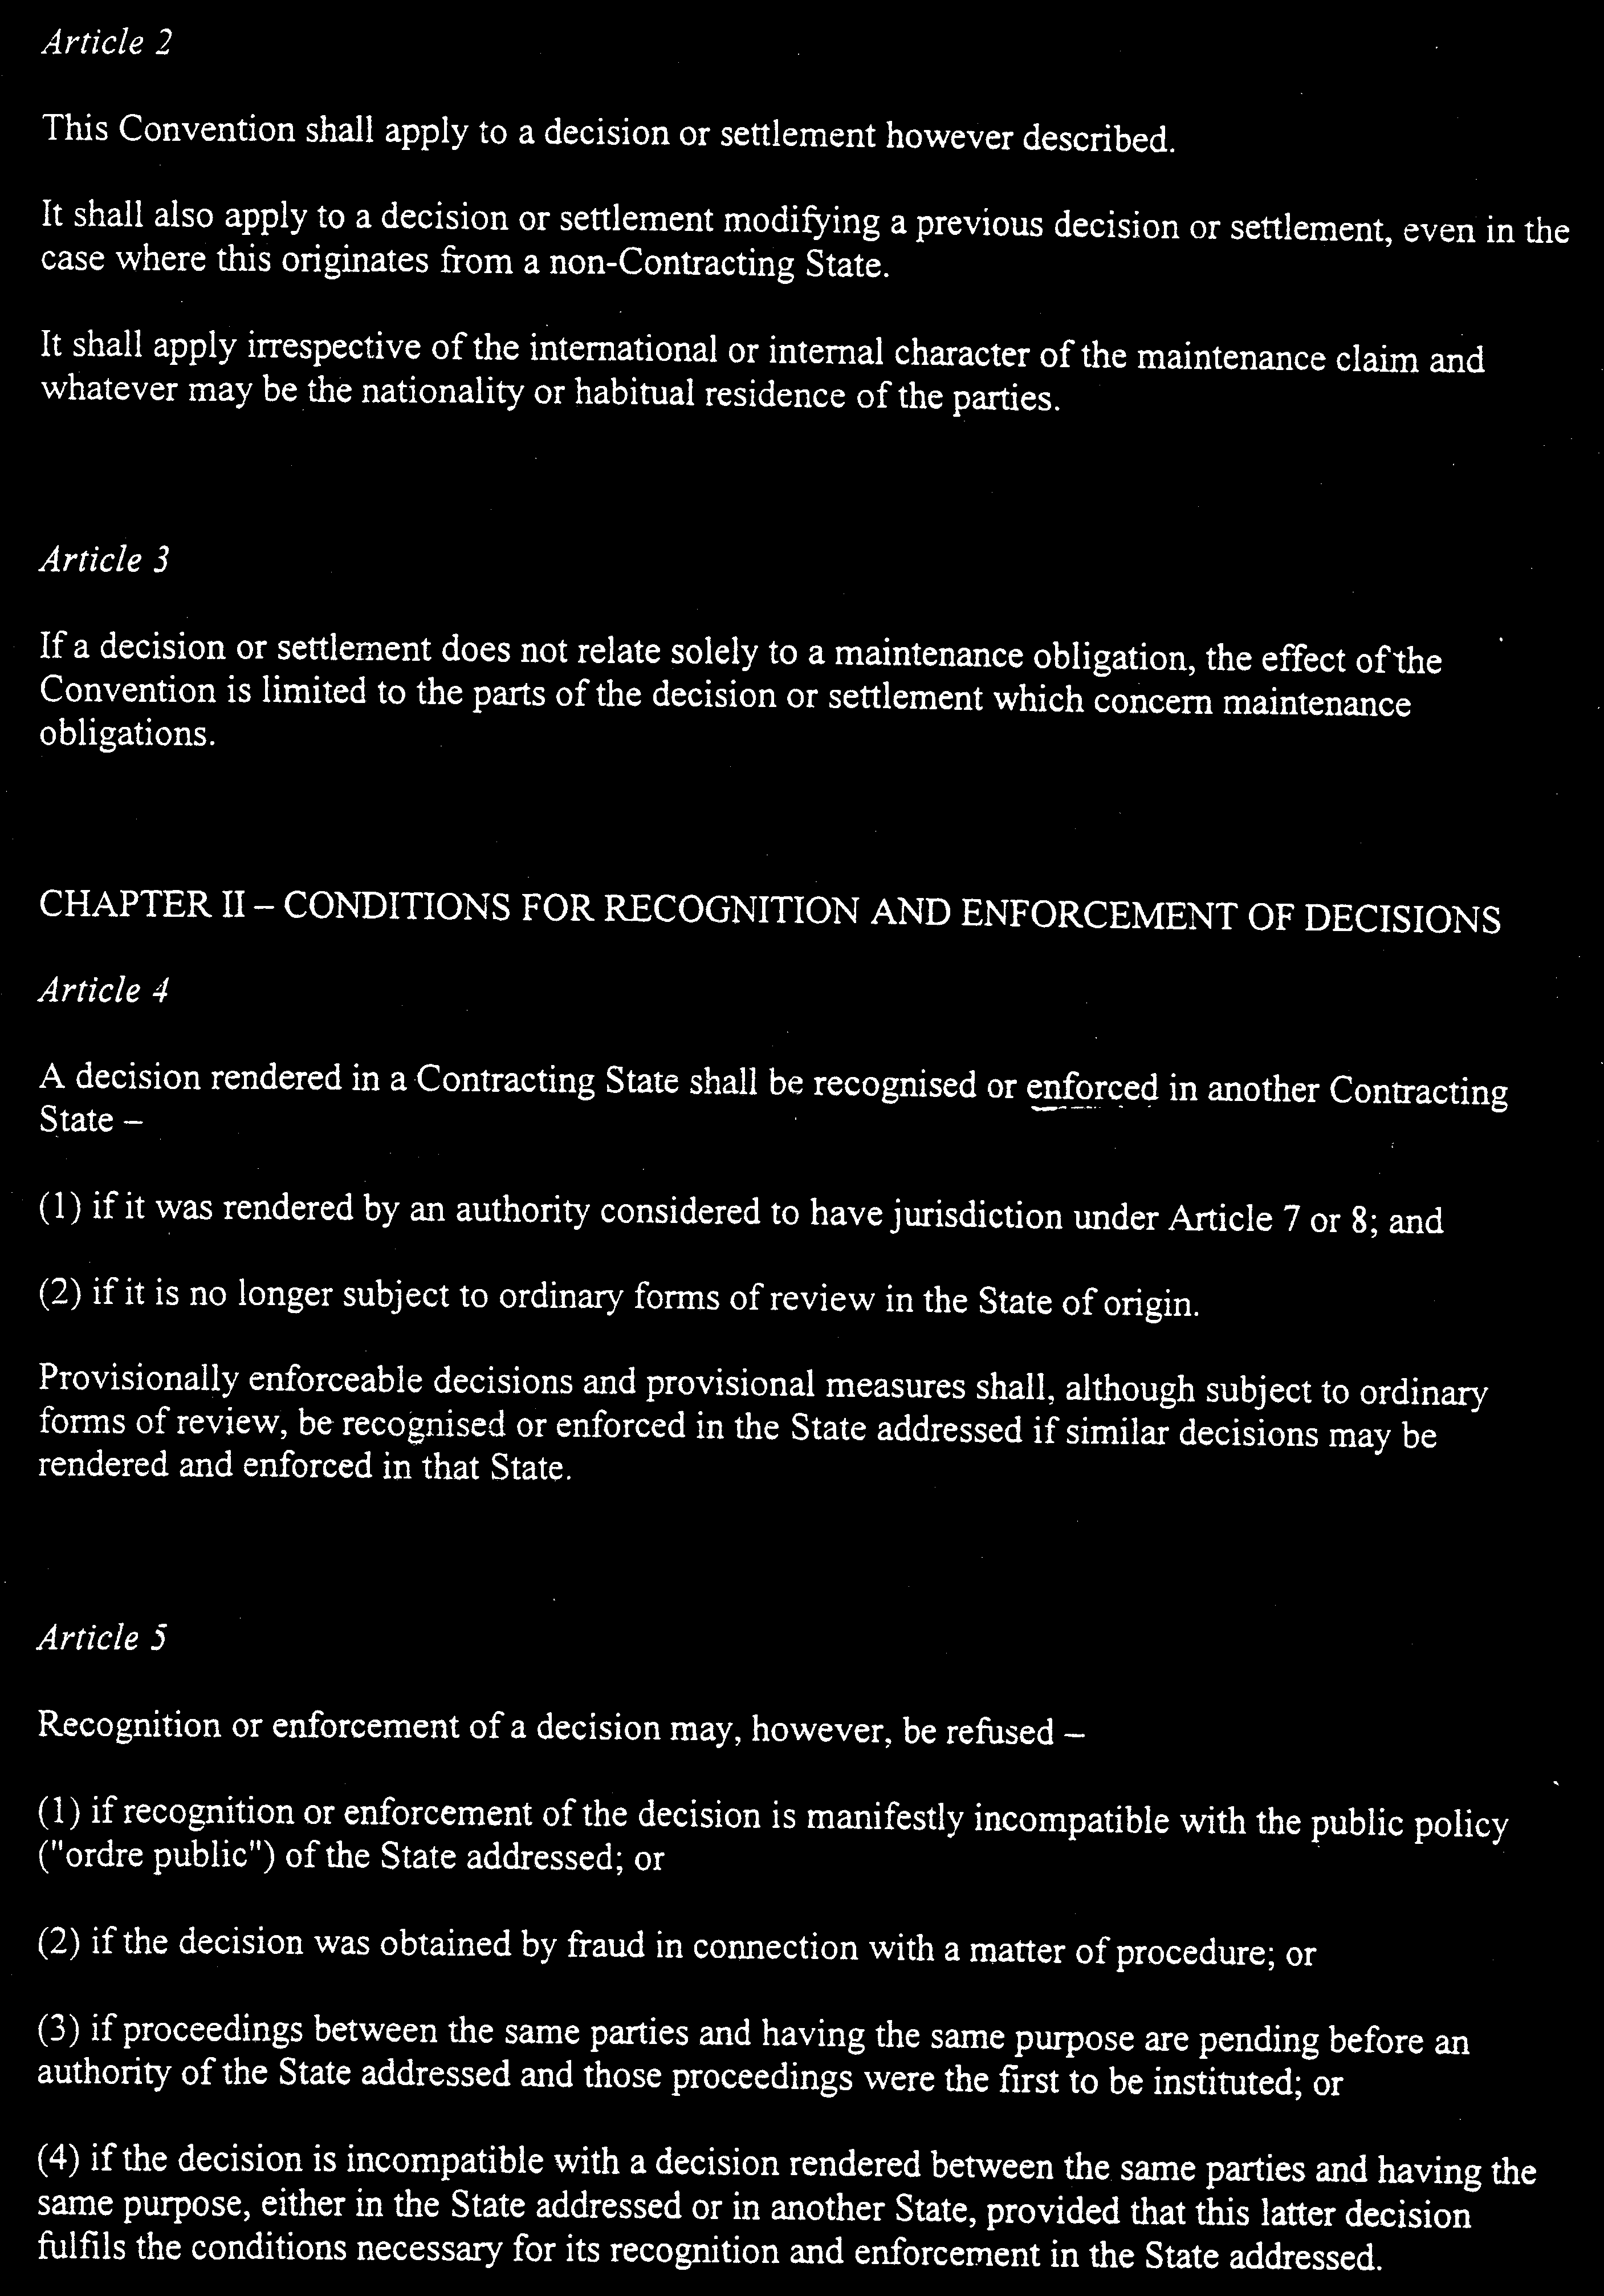 Article 2
This Convention shall apply to a decision or settlement however described.
It shall also apply to a decision or settlement modifying a previous decision or settlement, even in the
case where this originates from a non-Contracting State.
It shall apply irrespective of the international or internal character of the maintenance claim and
whatever may be the nationality or habitual residence of the parties.
Article 3
If a decision or settlement does not relate solely to a maintenance obligation, the effect of the
Convention is limited to the parts of the decision or settlement which concern maintenance
obligations.
CHAPTER II – CONDITIONS FOR RECOGNITION AND ENFORCEMENT OF DECISIONS
Article 4
A decision rendered in a Contracting State shall be recognised or enforced in another Contracting
State –
(1) if it was rendered by an authority considered to have jurisdiction under Article 7 or 8; and
(2) if it is no longer subject to ordinary forms of review in the State of origin.
Provisionally enforceable decisions and provisional measures shall, although subject to ordinary
forms of review, be recognised or enforced in the State addressed if similar decisions may be
rendered and enforced in that State.
Article 5
Recognition or enforcement of a decision may, however, be refused –
(1) if recognition or enforcement of the decision is manifestly incompatible with the public policy
("ordre public") of the State addressed; or
(2) if the decision was obtained by fraud in connection with a matter of procedure; or
(3) if proceedings between the same parties and having the same purpose are pending before an
authority of the State addressed and those proceedings were the first to be instituted; or
(4) if the decision is incompatible with a decision rendered between the same parties and having the
same purpose, either in the State addressed or in another State, provided that this latter decision
fulfils the conditions necessary for its recognition and enforcement in the State addressed.